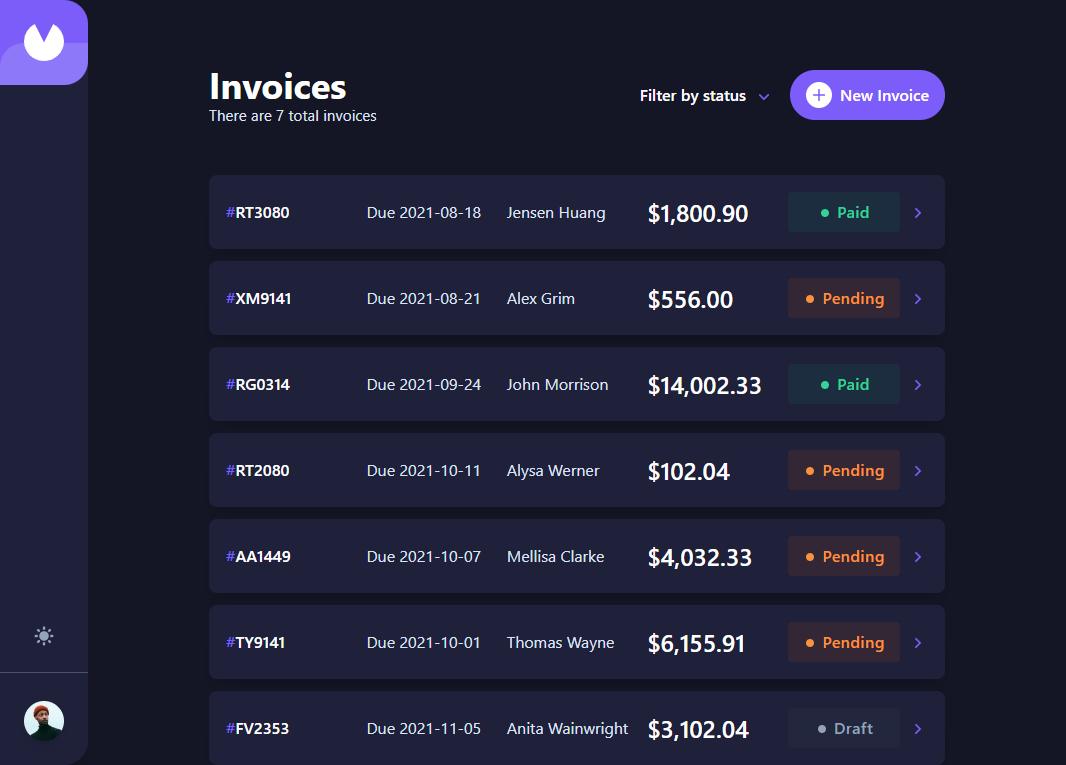 Invoices
There are 7 total invoices
Filter by status
New Invoice
#RT3080 Due 2021-08-18 Jensen Huang $1,800.90 Paid
#XM9141 Due 2021-08-21 Alex Grim $556.00 Pending
#RG0314 Due 2021-09-24 John Morrison $14,002.33 Paid
#RT2080 Due 2021-10-11 Alysa Werner $102.04 Pending
#AA1449 Due 2021-10-07 Mellisa Clarke $4,032.33 Pending
#TY9141 Due 2021-10-01 Thomas Wayne $6,155.91 Pending
#FV2353 Due 2021-11-05 Anita Wainwright $3,102.04 Draft